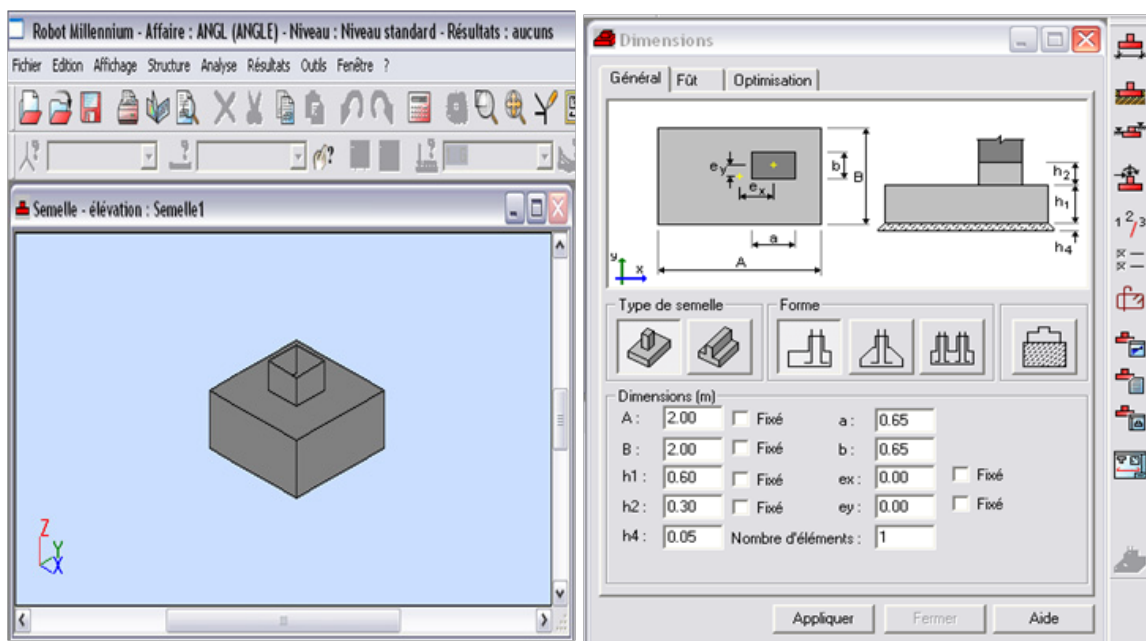 Robot Millennium - Affaire : ANGL (ANGLE) - Niveau : Niveau standard - Résultats : aucuns
Fichier Edition Affichage Structure Analyse Résultats Outils Fenêtre ?
Semelle - élévation : Semelle1
Z
Y
X
Dimensions
Général Fût Optimisation
e y
e x
b B
a
A
y
x
h2
h1
h4
1 2/3
Type de semelle Forme
Dimensions (m)
A : 2.00 Fixé a : 0.65
B : 2.00 Fixé b : 0.65
h1 : 0.60 Fixé ex : 0.00 Fixé
h2 : 0.30 Fixé ey : 0.00 Fixé
h4 : 0.05 Nombre d'éléments : 1
Appliquer Fermer Aide